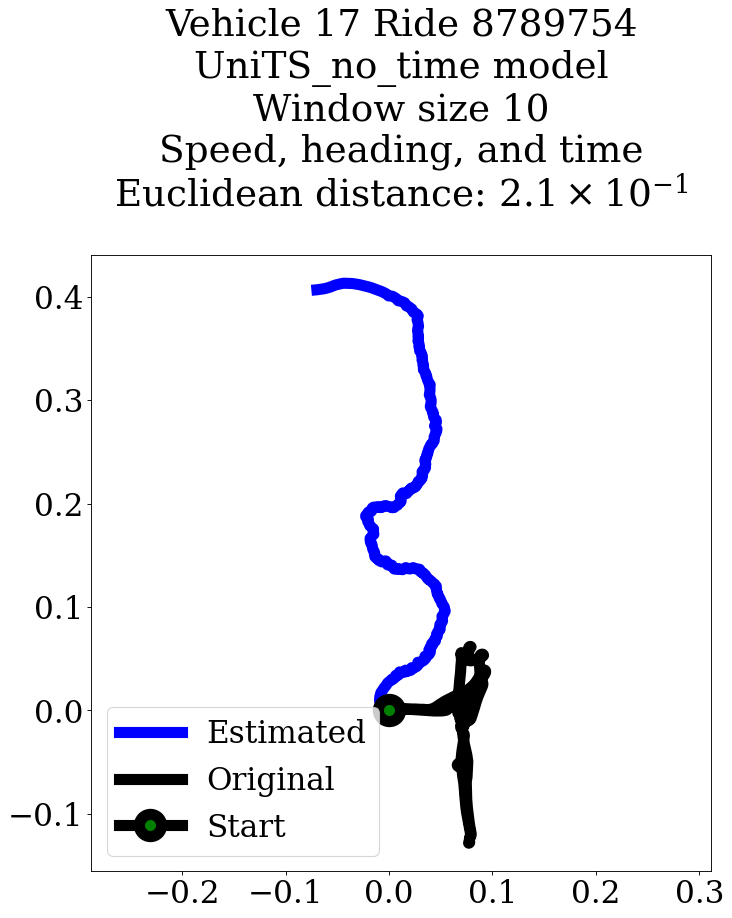 Vehicle 17 Ride 8789754
UniTS_no_time model
Window size 10
Speed, heading, and time
Euclidean distance: 2.1 × 10⁻¹
0.4
0.3
0.2
0.1
0.0
−0.1
Estimated
Original
Start
−0.2 −0.1 0.0 0.1 0.2 0.3